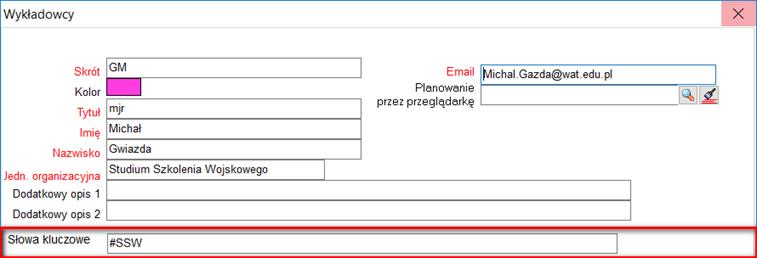 Wykładowcy
Skrót GM
Kolor
Tytuł mjr
Imię Michał
Nazwisko Gwiazda
Jedn. organizacyjna Studium Szkolenia Wojskowego
Dodatkowy opis 1
Dodatkowy opis 2
Słowa kluczowe #SSW
Email Michal.Gazda@wat.edu.pl
Planowanie
przez przeglądarkę